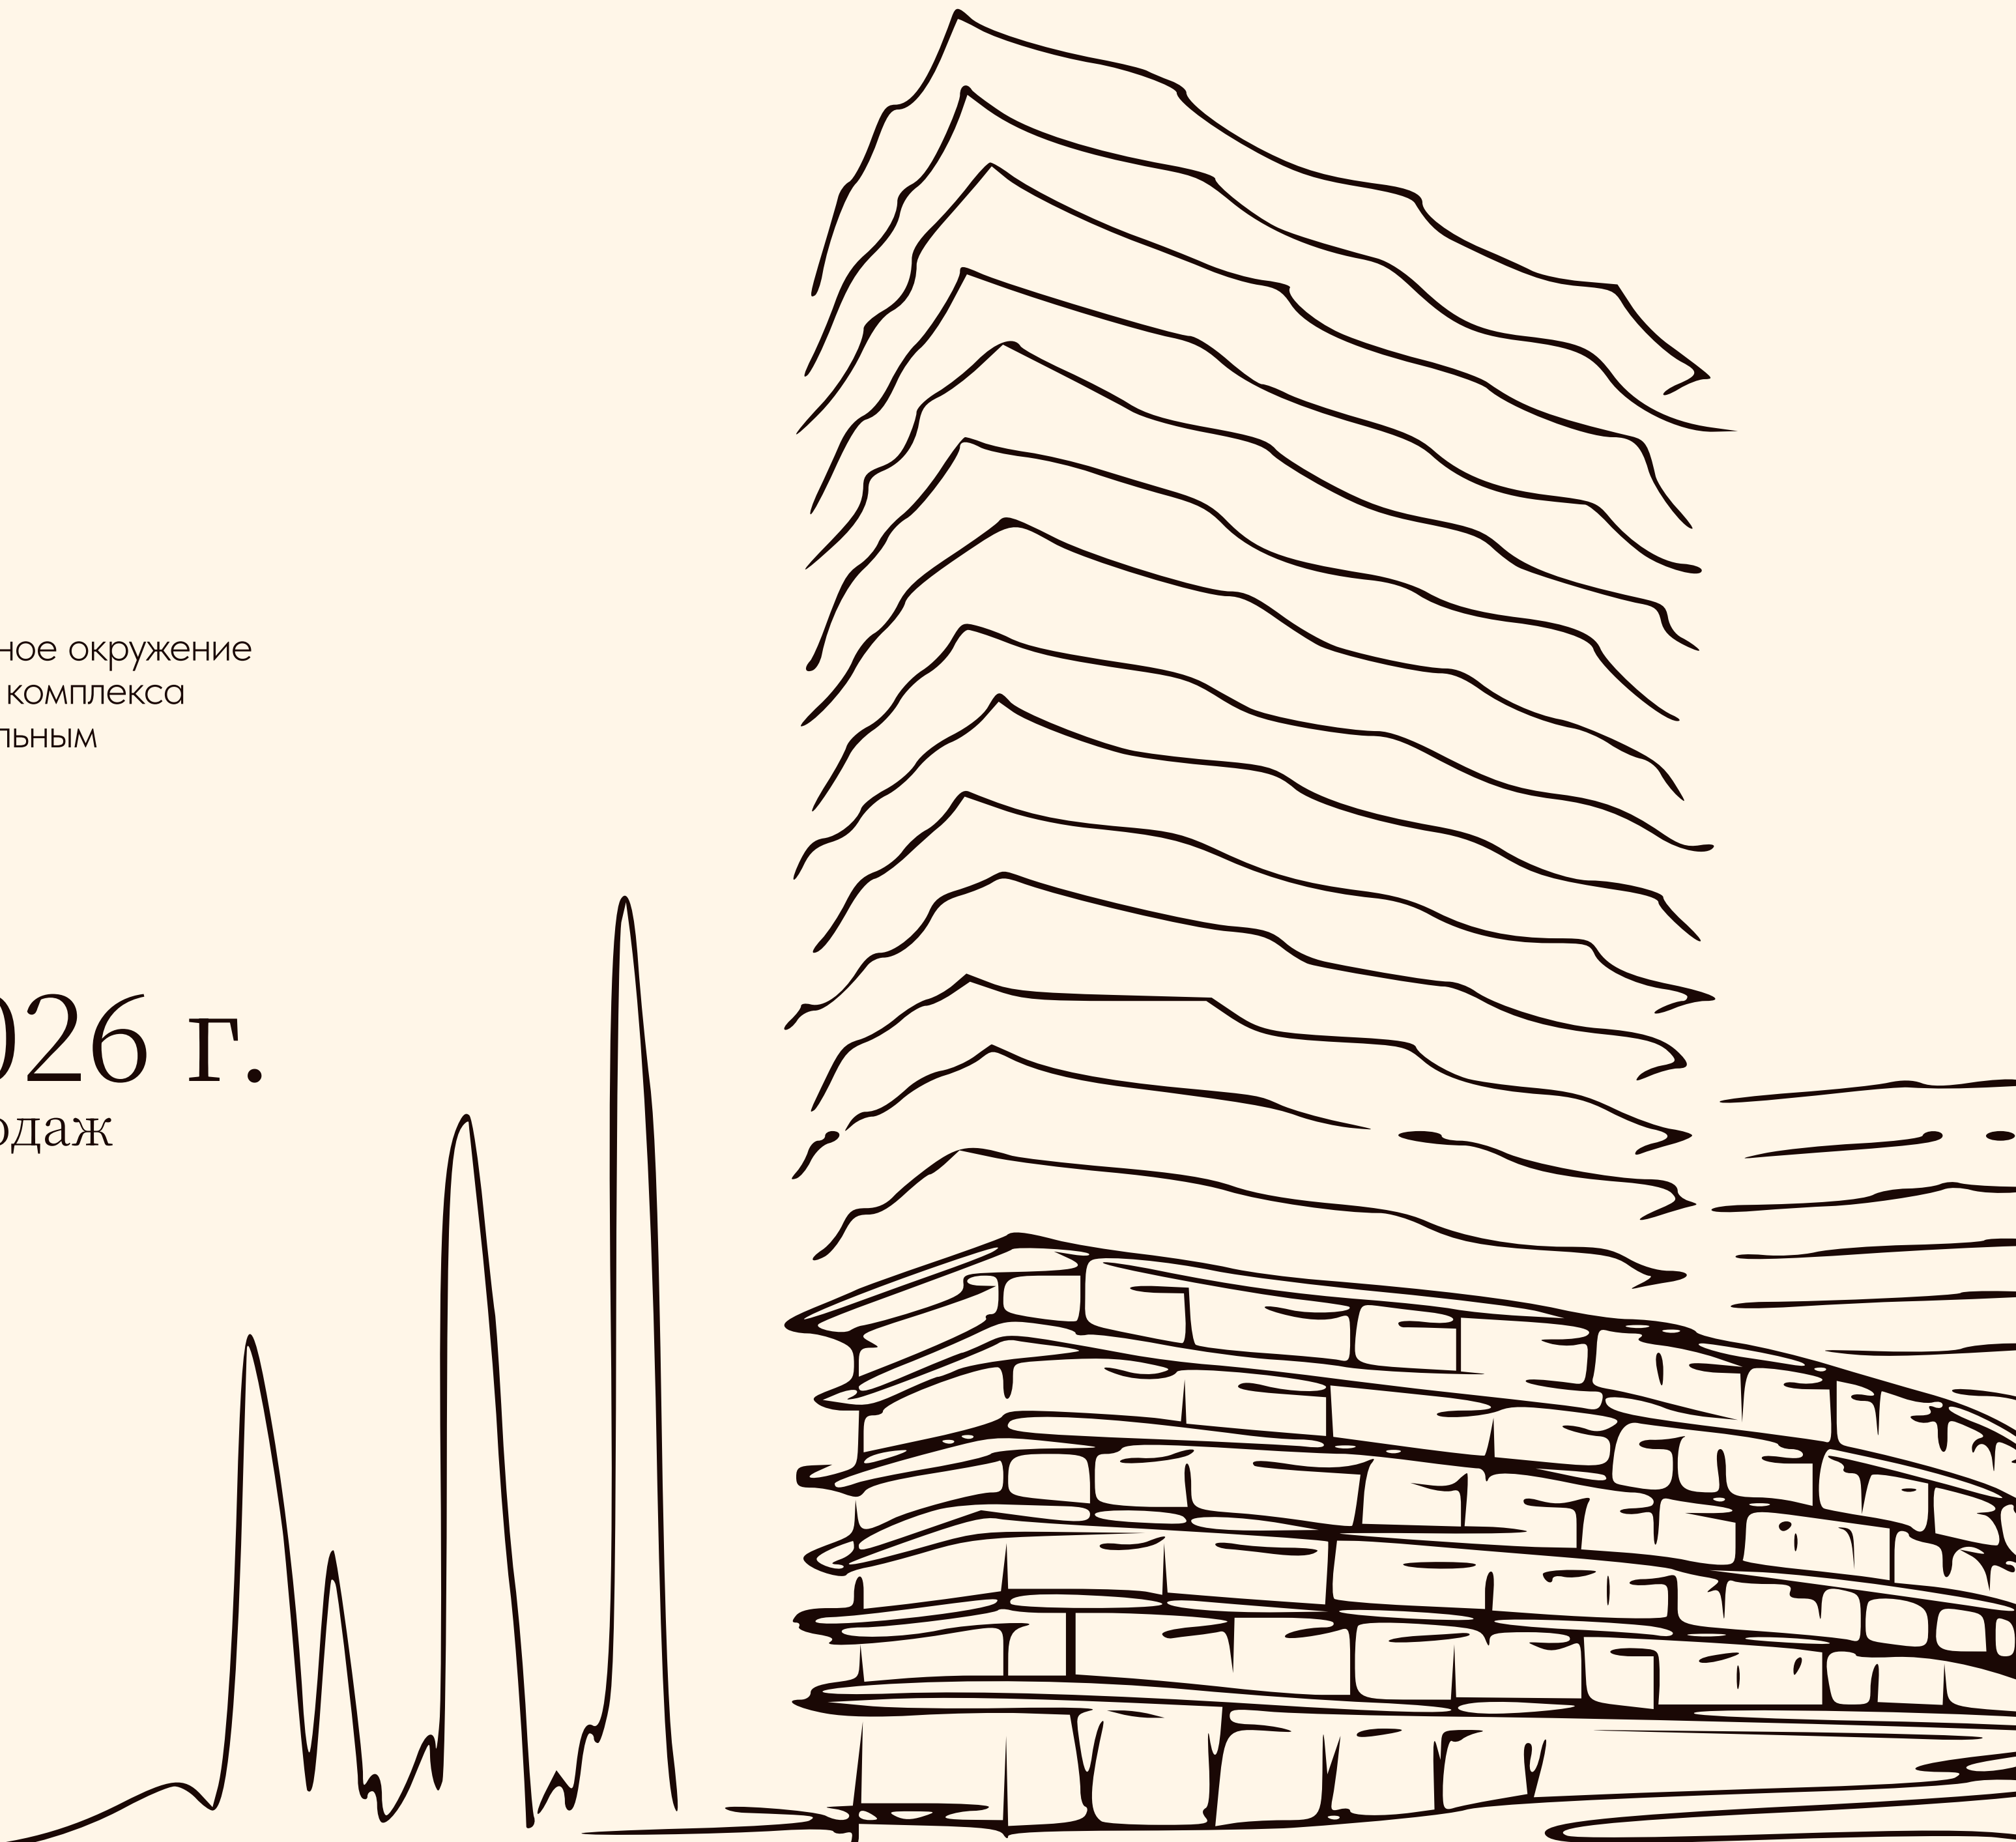 ное окружение
комплекса
льным
026 г.
одаж